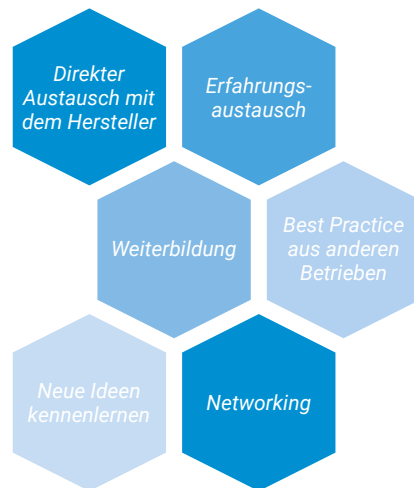 Direkter
Austausch mit
dem Hersteller
Erfahrungs-
austausch
Weiterbildung
Best Practice
aus anderen
Betrieben
Neue Ideen
kennenlernen
Networking